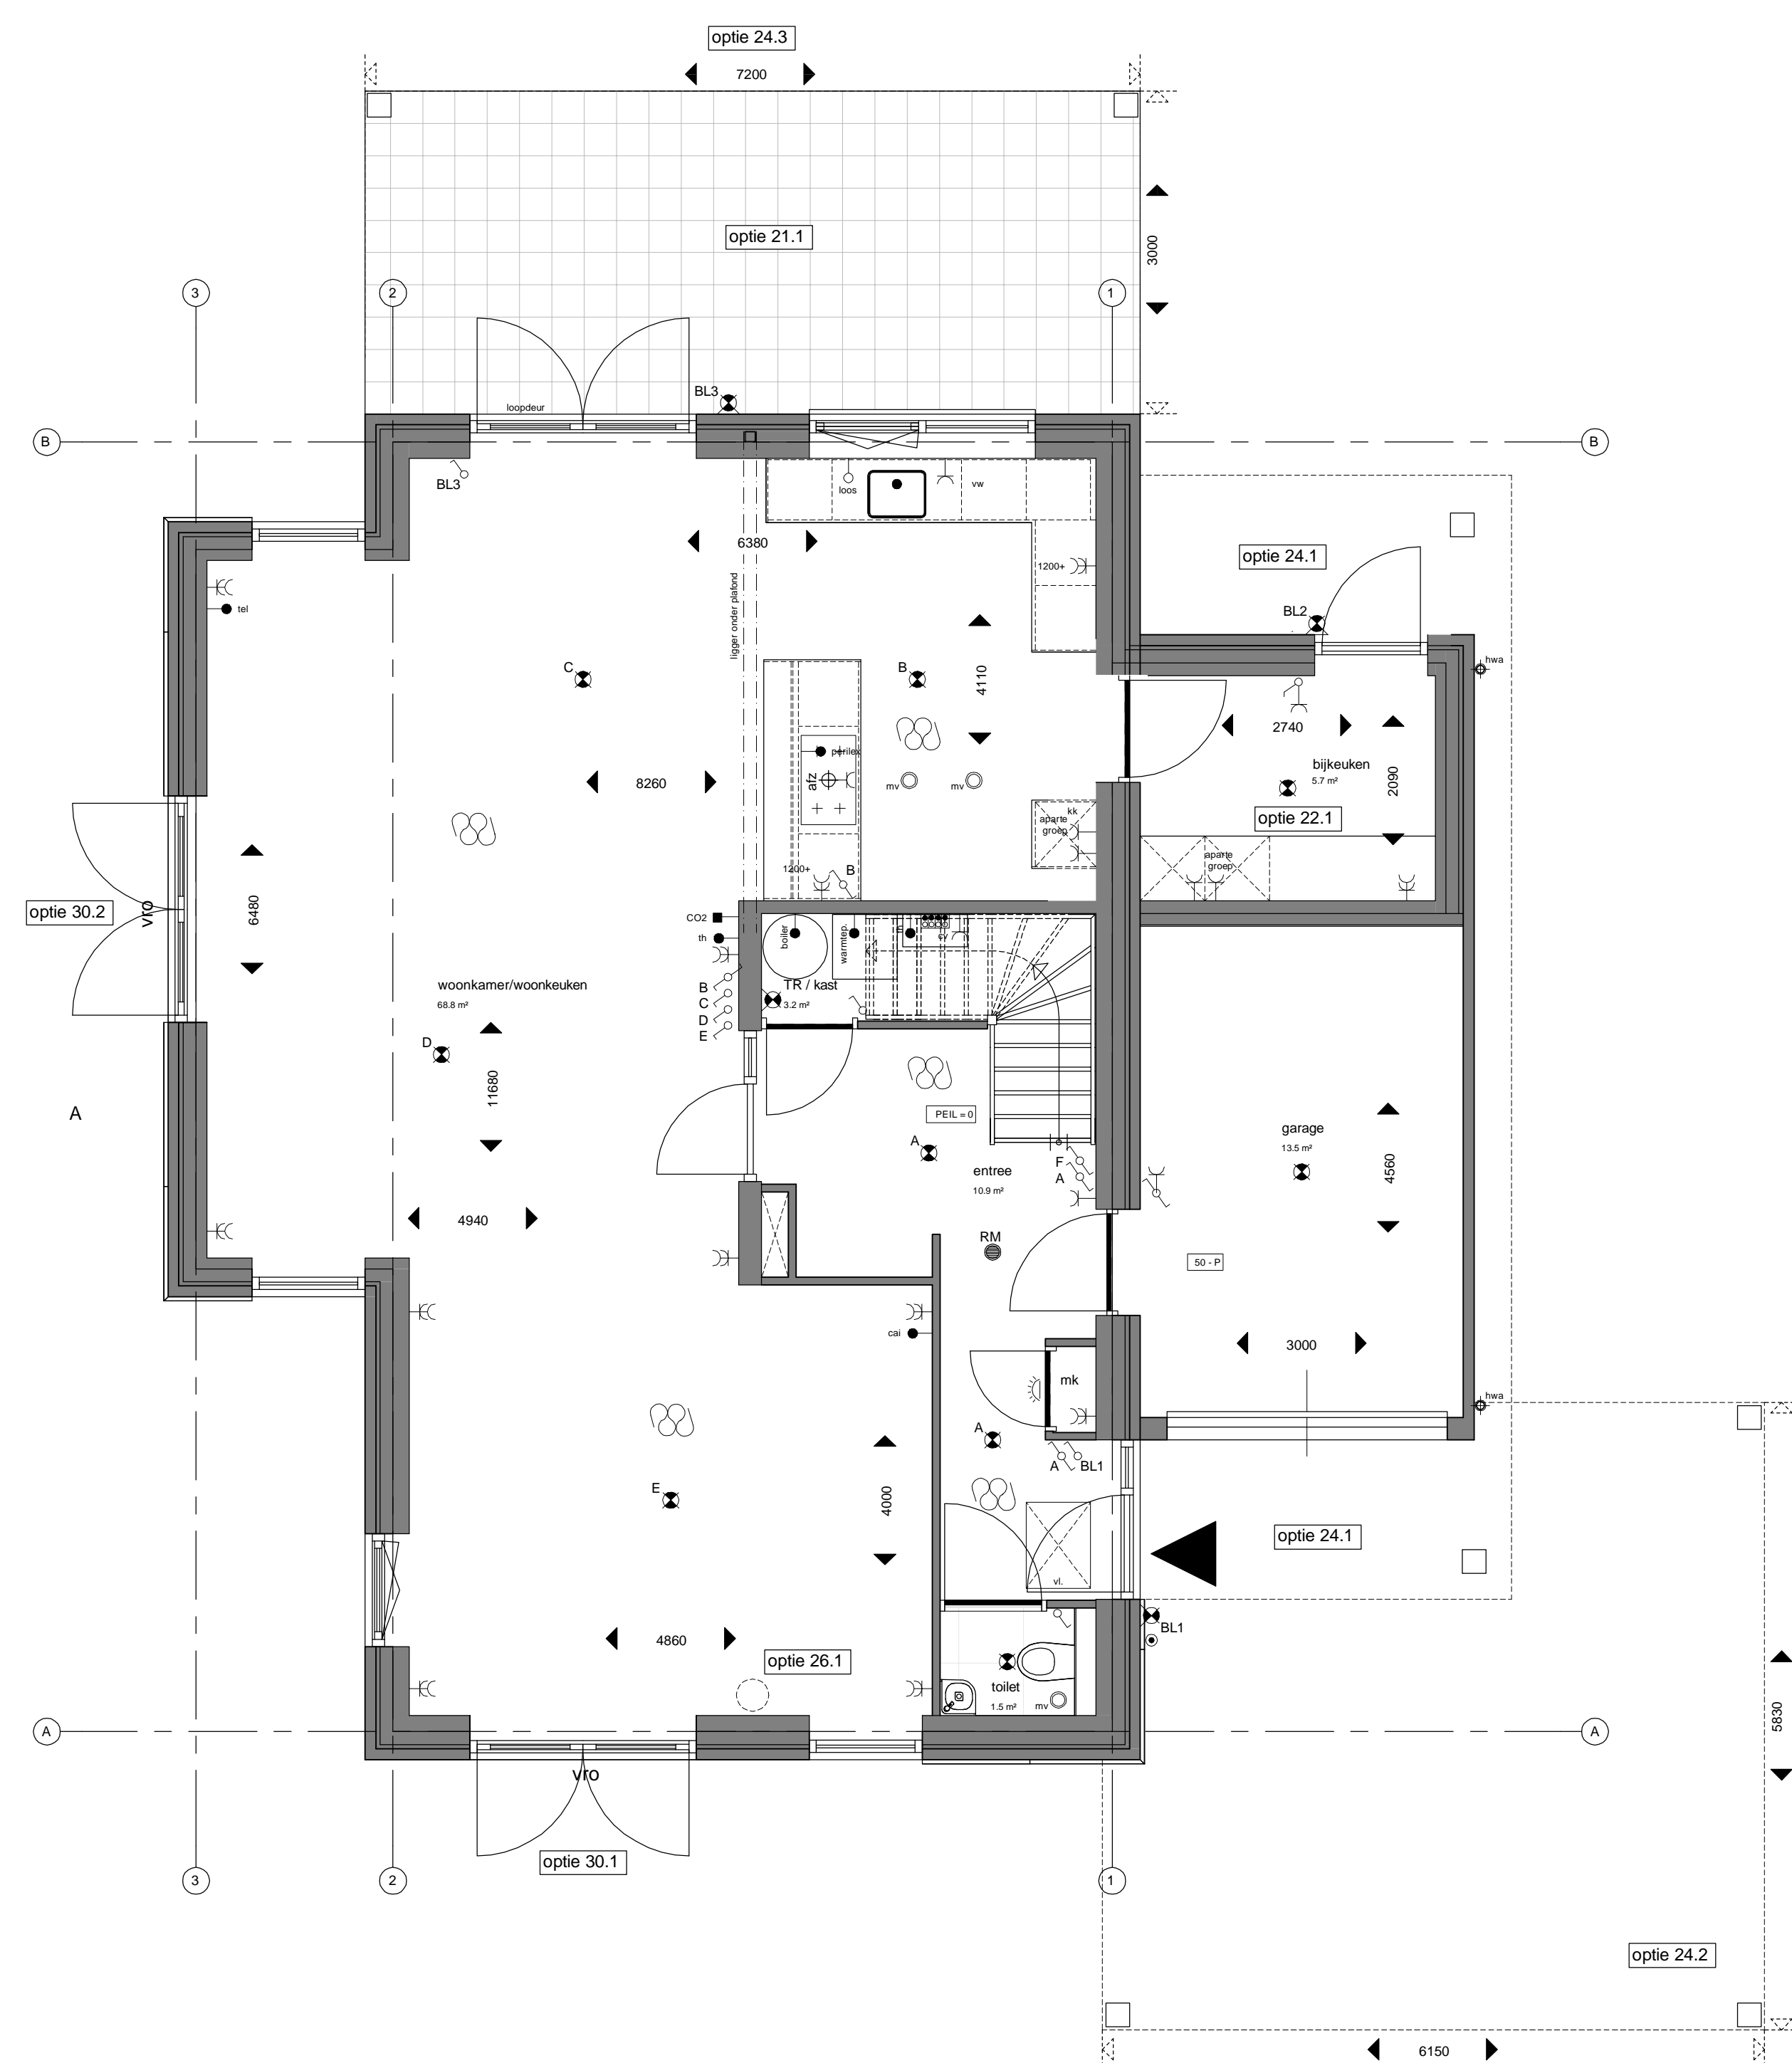 optie 24.3
7200
optie 21.1
3000
3
2
1
BL3
loopdeur
B
B
BL3
loos
vw
6380
optie 24.1
1200+
ligger onder plafond
tel
BL2
hwa
C
B
4110
2740
perilex
bijkeuken
5.7 m²
2090
8260
afz
mv
mv
kk
aparte
groep
optie 22.1
aparte
groep
1200+
B
optie 30.2
vro
6480
CO2
th
boiler
warmtep.
cv
B
C
D
E
woonkamer/woonkeuken
68.8 m²
TR / kast
3.2 m²
D
11680
A
PEIL = 0
garage
13.5 m²
A
F
A
entree
10.9 m²
4560
4940
RM
50 - P
cai
3000
mk
hwa
A
A
BL1
E
4000
optie 24.1
vl.
BL1
4860
optie 26.1
toilet
1.5 m²
mv
5830
A
A
vro
optie 30.1
3
2
1
optie 24.2
6150